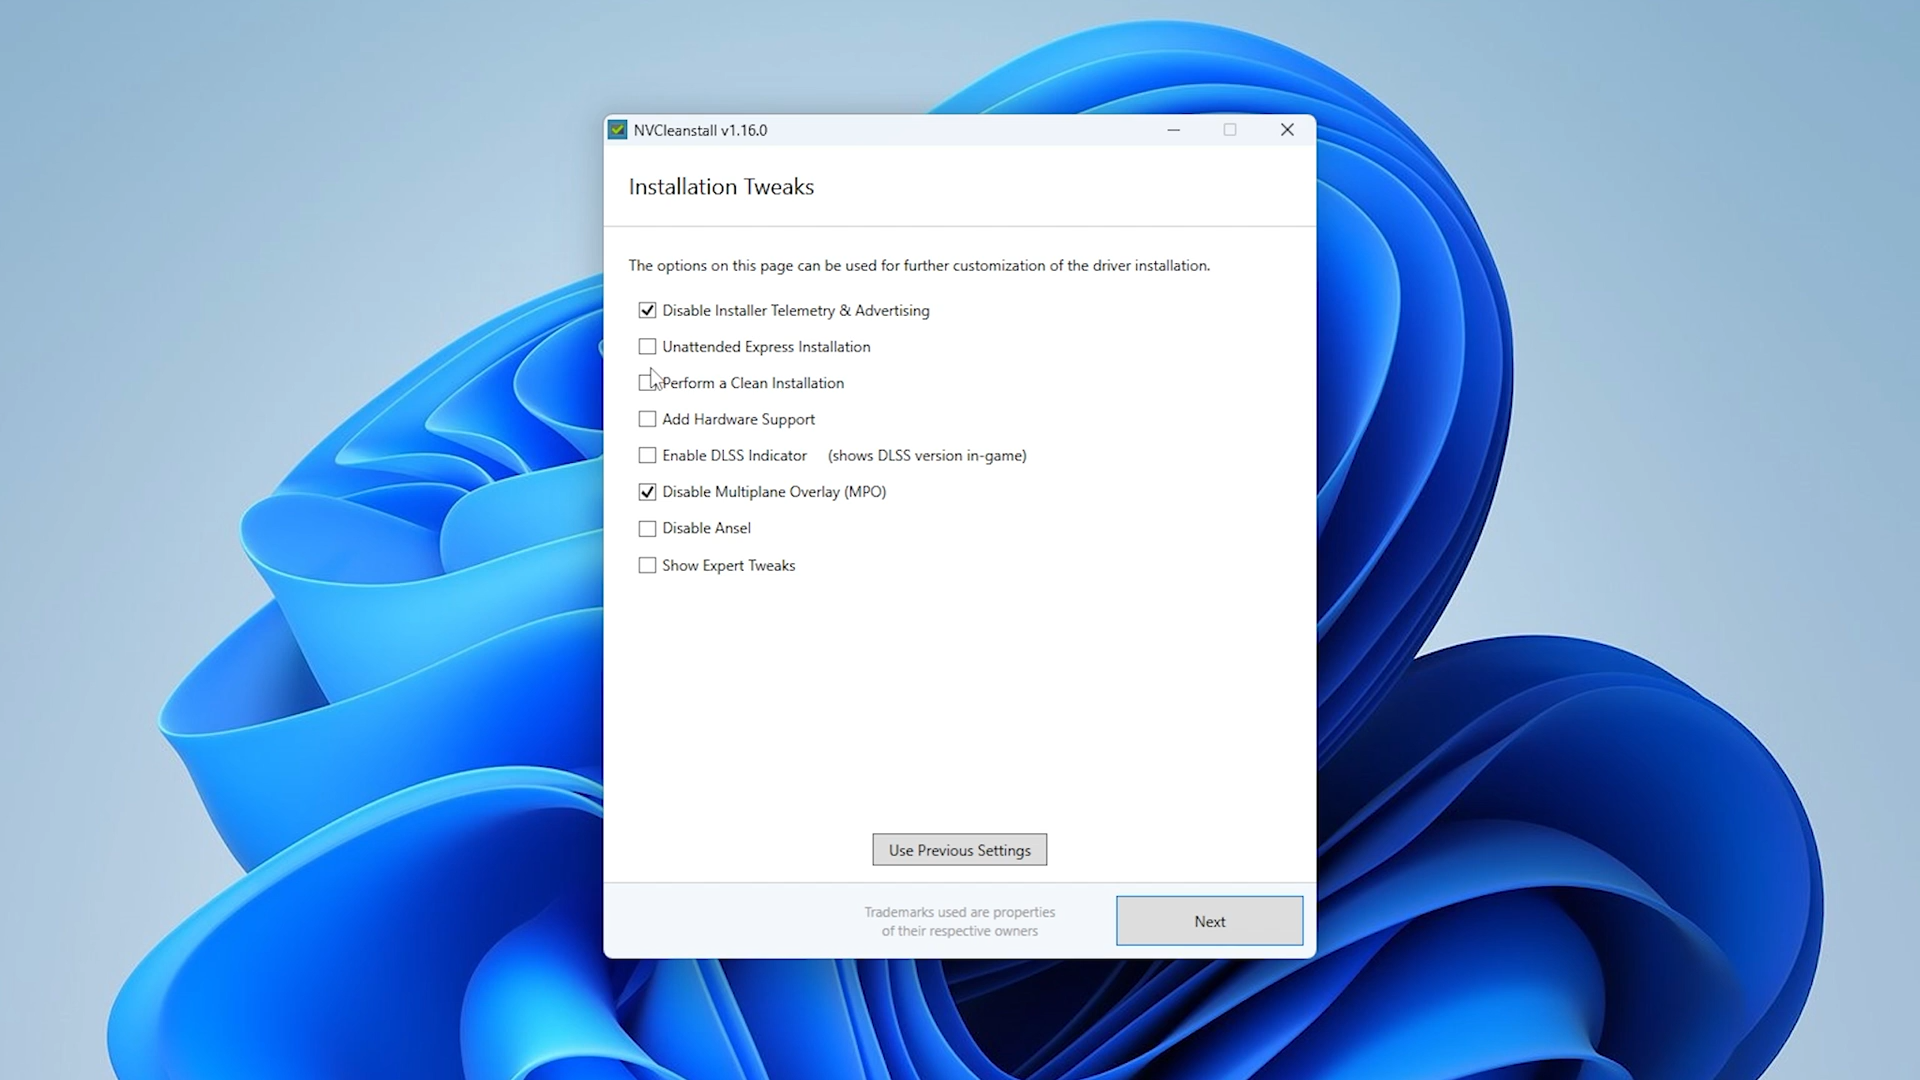 NVCleanstall v1.16.0
Installation Tweaks
The options on this page can be used for further customization of the driver installation.
Disable Installer Telemetry & Advertising
Unattended Express Installation
Perform a Clean Installation
Add Hardware Support
Enable DLSS Indicator (shows DLSS version in-game)
Disable Multiplane Overlay (MPO)
Disable Ansel
Show Expert Tweaks
Use Previous Settings
Trademarks used are properties
of their respective owners
Next